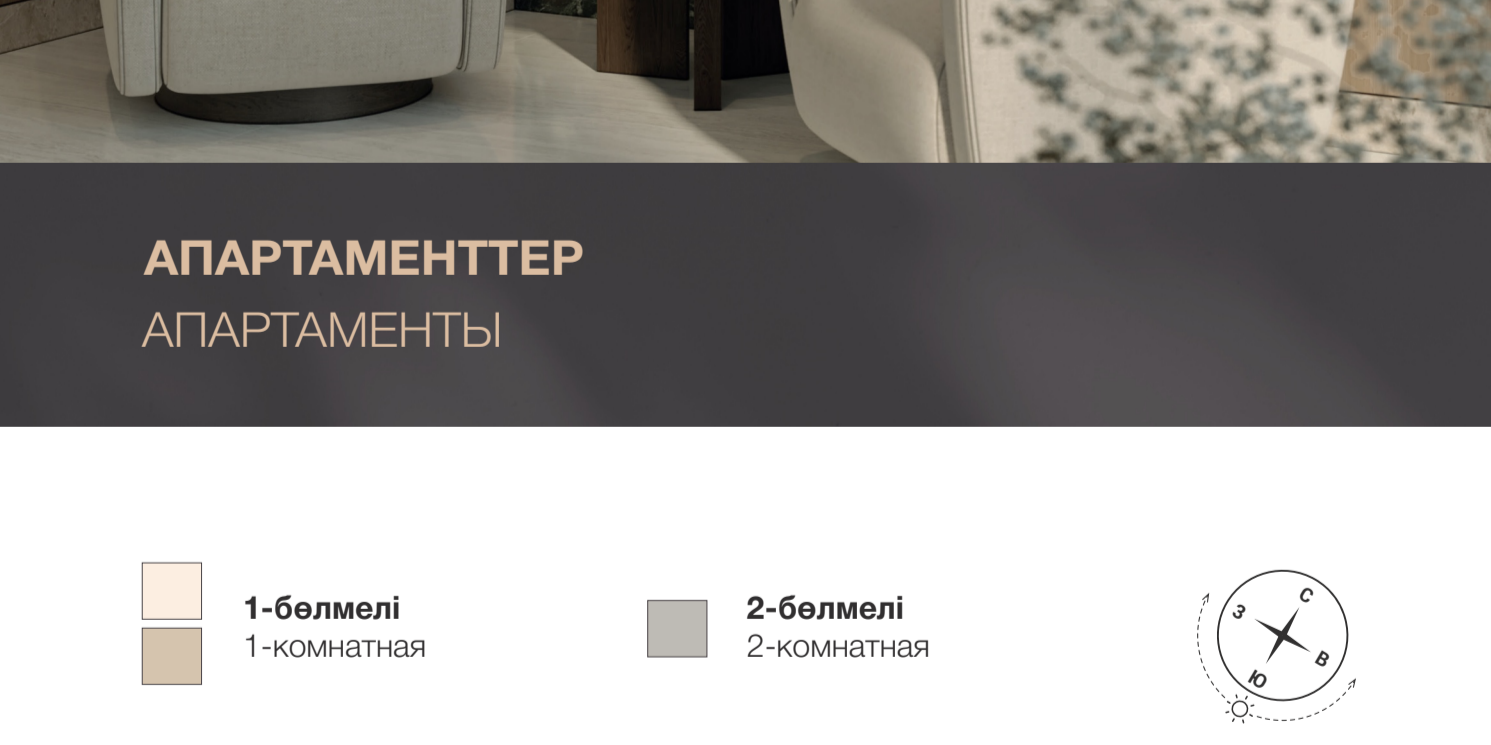 АПАРТАМЕНТТЕР
АПАРТАМЕНТЫ
1-бөлмелі
1-комнатная
2-бөлмелі
2-комнатная
С
З
В
Ю